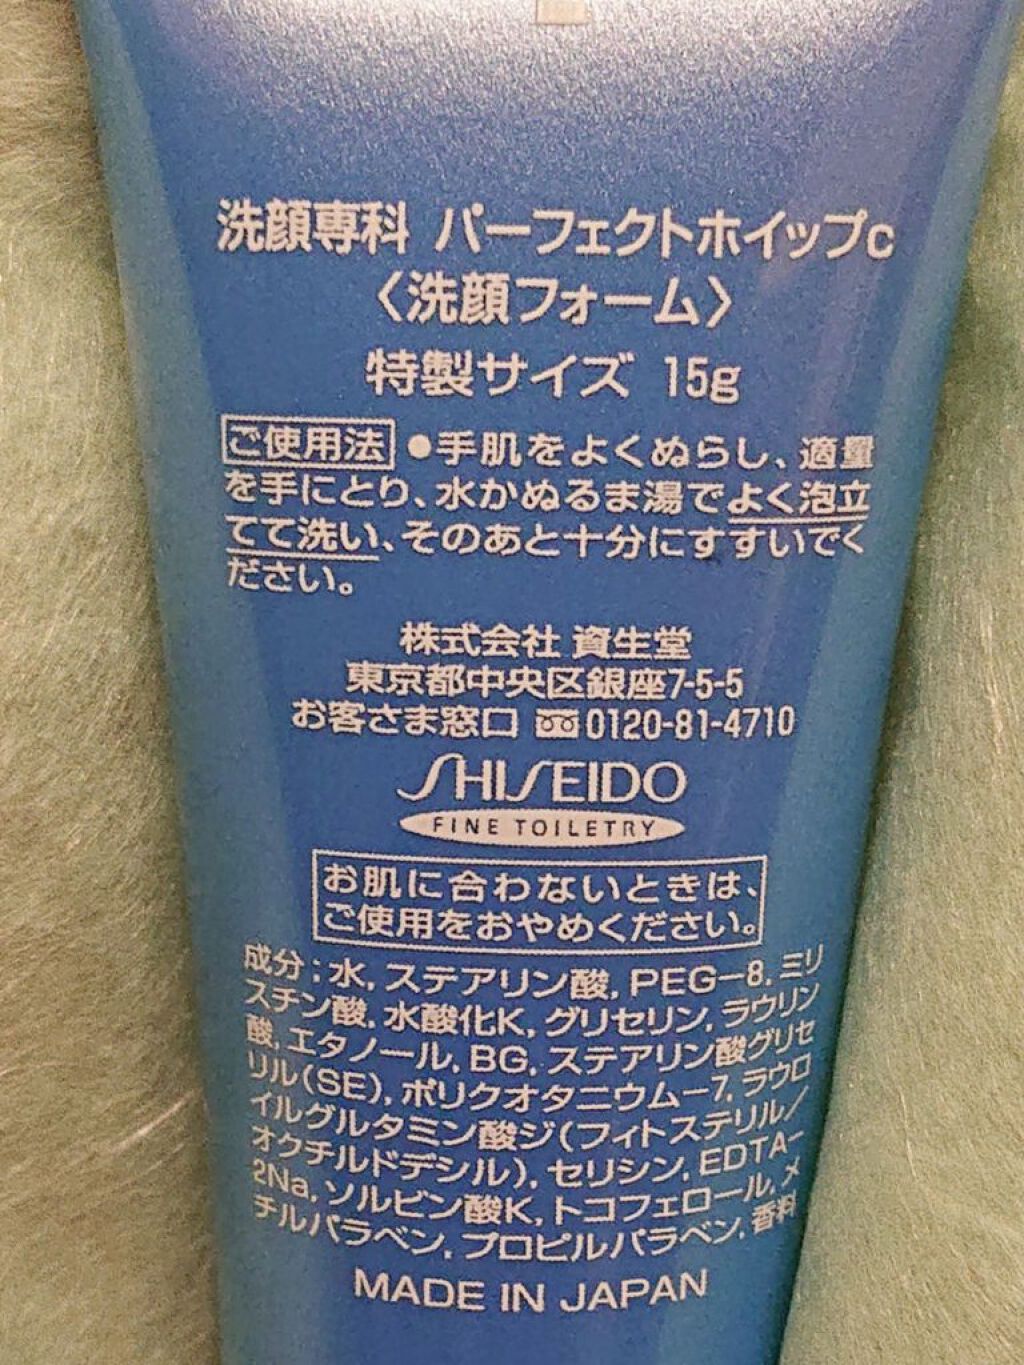 洗顔専科 パーフェクトホイップc
〈洗顔フォーム〉
特製サイズ 15g
ご使用法 ●手肌をよくぬらし、適量
を手にとり、水かぬるま湯でよく泡立
てて洗い、そのあと十分にすすいでく
ださい。
株式会社 資生堂
東京都中央区銀座7-5-5
お客さま窓口 0120-81-4710
SHISEIDO
FINE TOILETRY
お肌に合わないときは、
ご使用をおやめください。
成分；水, ステアリン酸, PEG－8, ミリ
スチン酸, 水酸化K, グリセリン, ラウリン
酸, エタノール, BG, ステアリン酸グリセ
リル(SE), ポリクオタニウム－7, ラウロ
イルグルタミン酸ジ(フィトステリル／
オクチルドデシル), セリシン, EDTA－
2Na, ソルビン酸K, トコフェロール, メ
チルパラベン, プロピルパラベン, 香料
MADE IN JAPAN